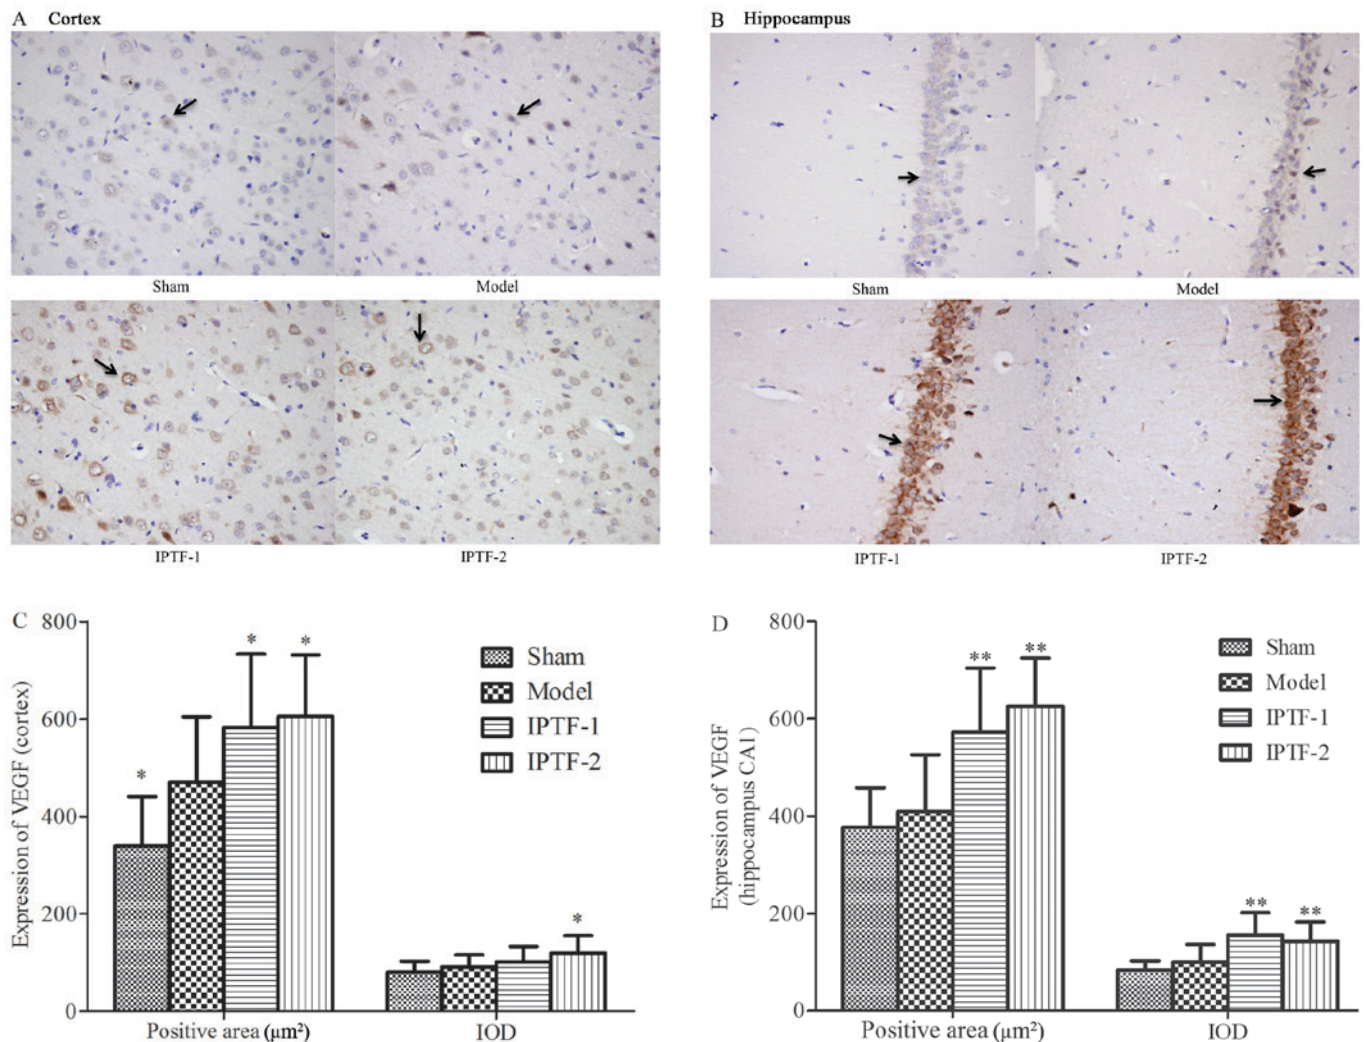 A Cortex
B Hippocampus
Sham
Model
Sham
Model
IPTF-1
IPTF-2
IPTF-1
IPTF-2
C
Expression of VEGF (cortex)
800
600
400
200
0
*
*
*
*
Sham
Model
IPTF-1
IPTF-2
Positive area (µm²)
IOD
D
Expression of VEGF
(hippocampus CA1)
800
600
400
200
0
**
**
**
**
Sham
Model
IPTF-1
IPTF-2
Positive area (µm²)
IOD